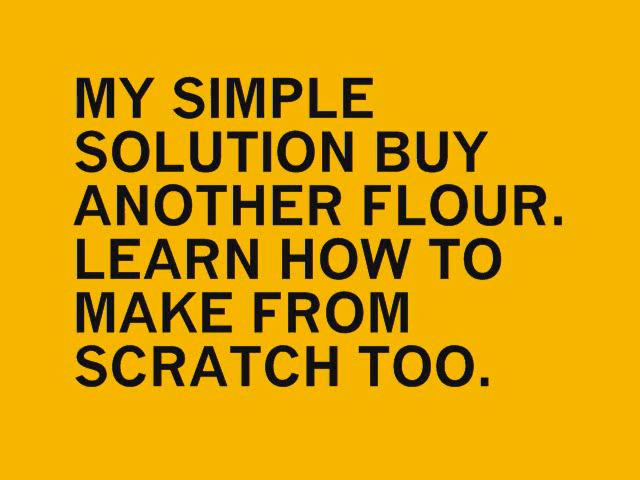 MY SIMPLE
SOLUTION BUY
ANOTHER FLOUR.
LEARN HOW TO
MAKE FROM
SCRATCH TOO.